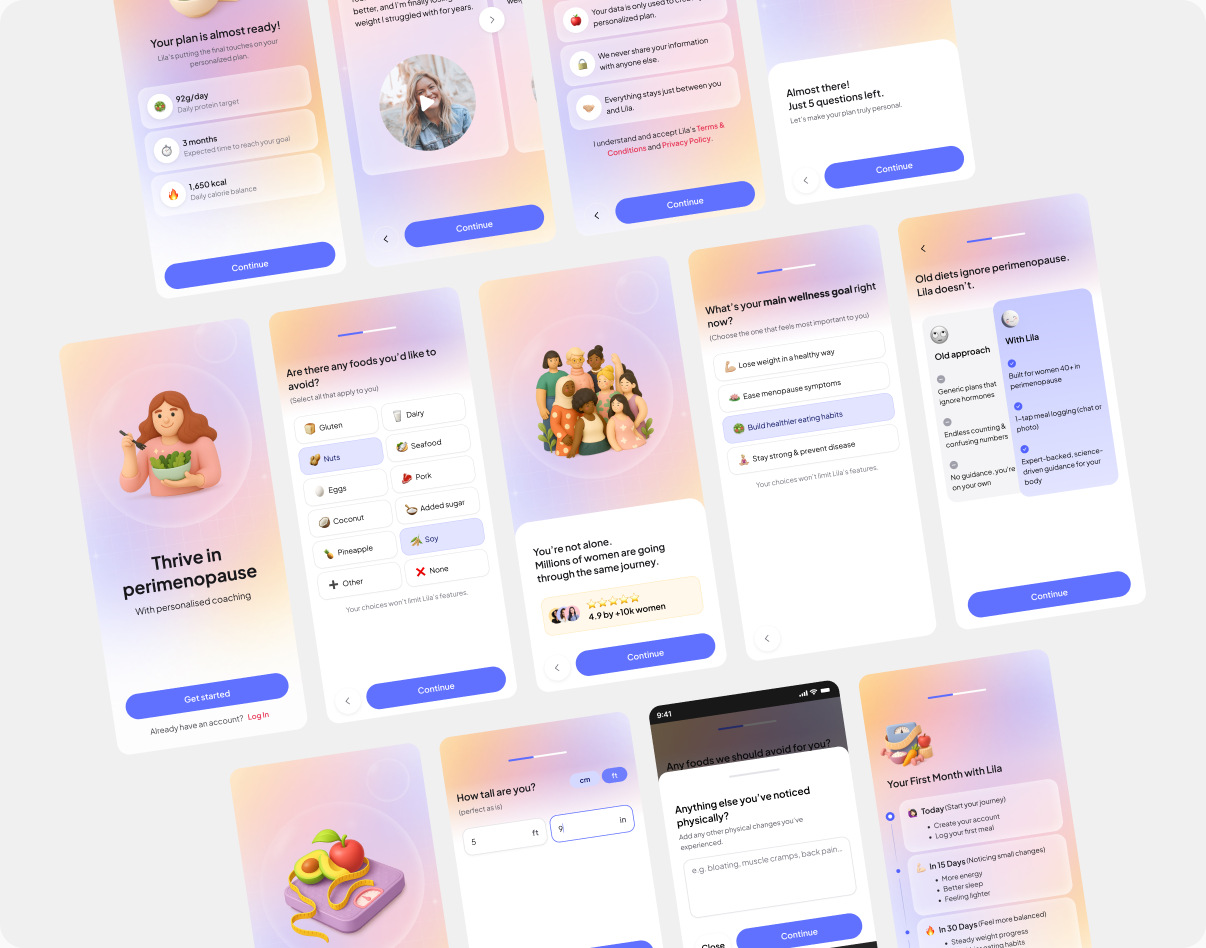 Your plan is almost ready!
Lila's putting the final touches on your
personalized plan.
92g/day
Daily protein target
3 months
Expected time to reach your goal
1,650 kcal
Daily calorie balance
Continue
better, and I'm finally losing
weight I struggled with for years.
Continue
Your data is only used to
personalized plan.
We never share your information
with anyone else.
Everything stays just between you
and Lila.
I understand and accept Lila's Terms &
Conditions and Privacy Policy.
Continue
Almost there!
Just 5 questions left.
Let's make your plan truly personal.
Continue
Thrive in
perimenopause
With personalised coaching
Get started
Already have an account? Log In
Are there any foods you'd like to
avoid?
(Select all that apply to you)
Gluten
Dairy
Nuts
Seafood
Eggs
Pork
Coconut
Added sugar
Pineapple
Soy
Other
None
Your choices won't limit Lila's features.
Continue
You're not alone.
Millions of women are going
through the same journey.
4.9 by +10k women
Continue
What's your main wellness goal right
now?
(Choose the one that feels most important to you)
Lose weight in a healthy way
Ease menopause symptoms
Build healthier eating habits
Stay strong & prevent disease
Your choices won't limit Lila's features.
Old diets ignore perimenopause.
Lila doesn't.
Old approach
Generic plans that
ignore hormones
Endless counting &
confusing numbers
No guidance, you're
on your own
With Lila
Built for women 40+ in
perimenopause
1-tap meal logging (chat or
photo)
Expert-backed, science-
driven guidance for your
body
Continue
How tall are you?
cm
ft
(perfect as is)
5
ft
9
in
9:41
Any foods we should avoid for you?
Anything else you've noticed
physically?
Add any other physical changes you've
experienced.
e.g. bloating, muscle cramps, back pain...
Close
Continue
Your First Month with Lila
Today (Start your journey)
• Create your account
• Log your first meal
In 15 Days (Noticing small changes)
• More energy
• Better sleep
• Feeling lighter
In 30 Days (Feel more balanced)
• Steady weight progress
eating habits